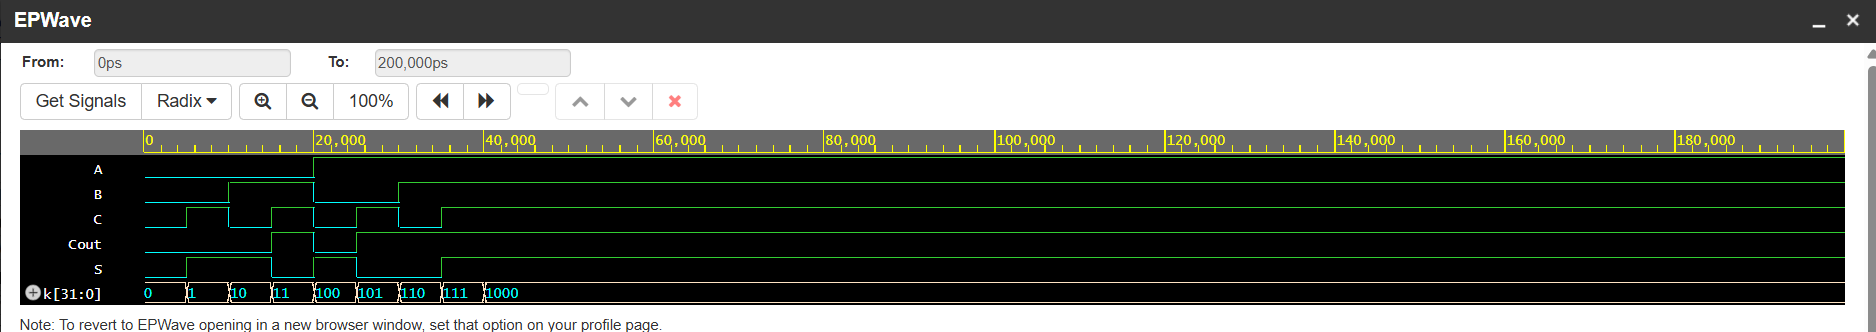 EPWave
From: 0ps To: 200,000ps
Get Signals Radix 100%
0 20,000 40,000 60,000 80,000 100,000 120,000 140,000 160,000 180,000
A
B
C
Cout
S
k[31:0] 0 1 10 11 100 101 110 111 1000
Note: To revert to EPWave opening in a new browser window, set that option on your profile page.